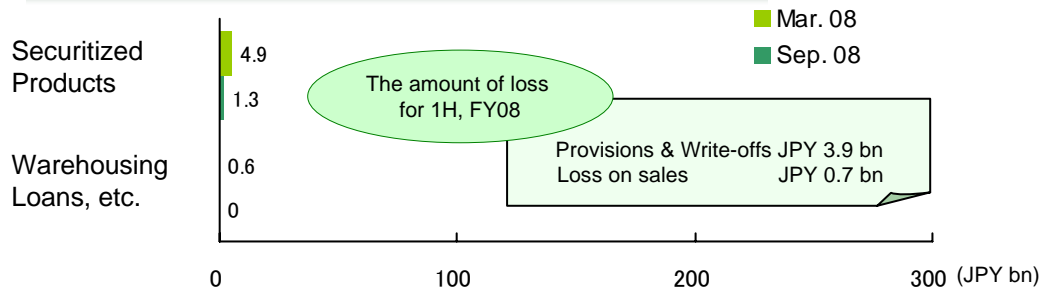 Mar. 08
Sep. 08
Securitized
Products
4.9
1.3
The amount of loss
for 1H, FY08
Provisions & Write-offs JPY 3.9 bn
Loss on sales JPY 0.7 bn
Warehousing
Loans, etc.
0.6
0
0 100 200 300 (JPY bn)